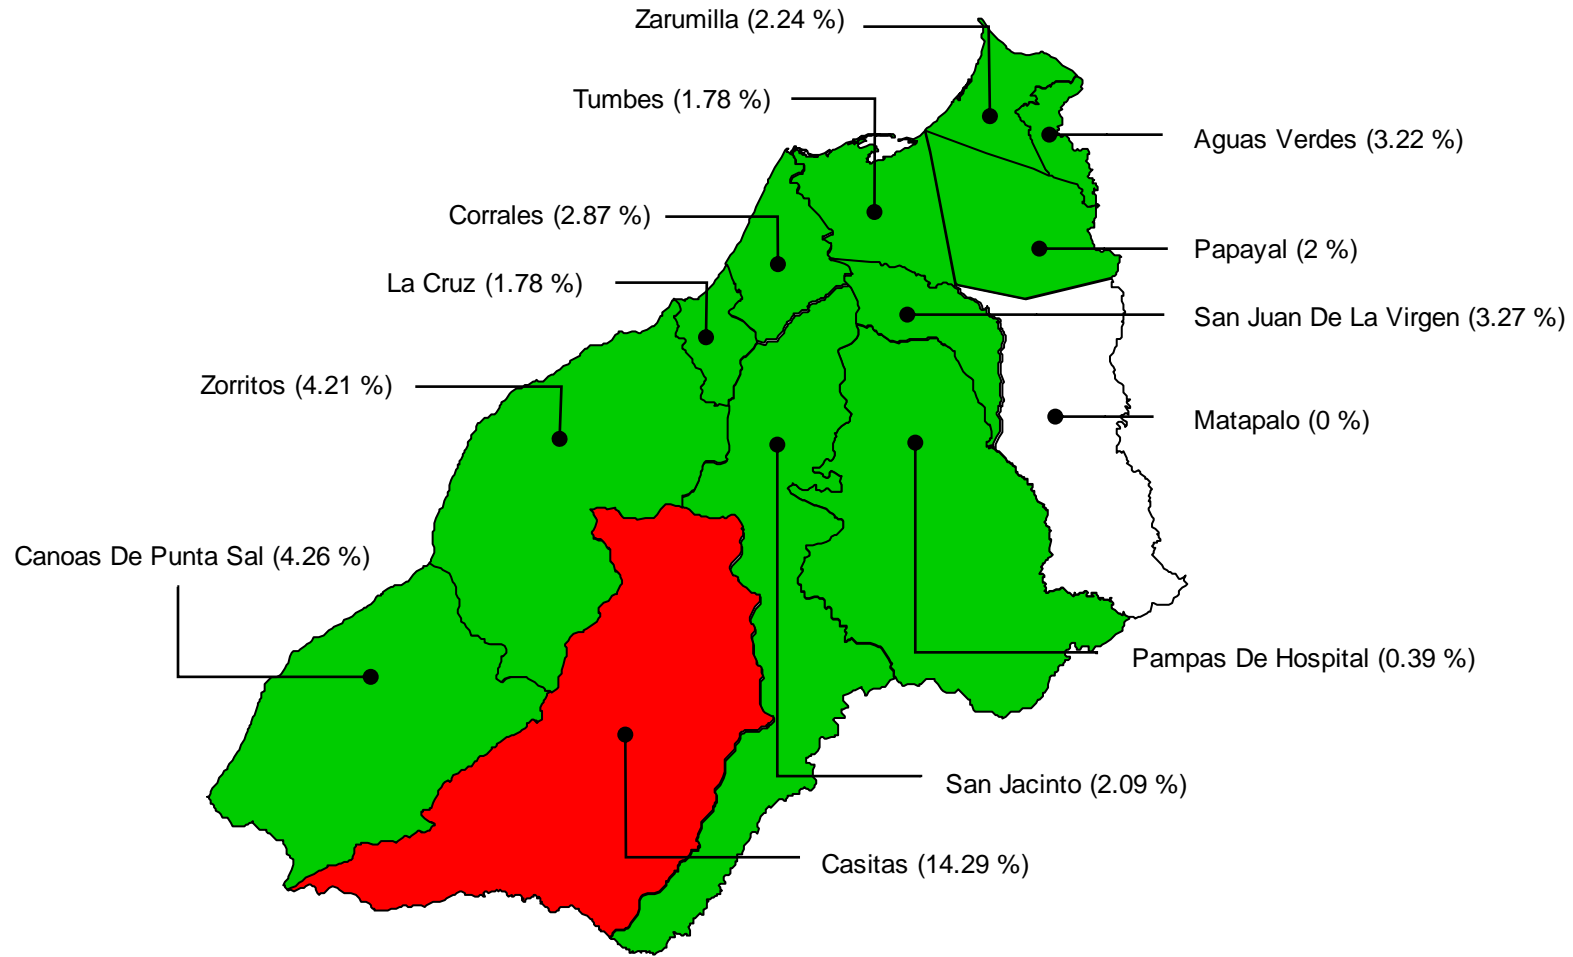 Zarumilla (2.24 %)
Tumbes (1.78 %)
Aguas Verdes (3.22 %)
Corrales (2.87 %)
Papayal (2 %)
La Cruz (1.78 %)
San Juan De La Virgen (3.27 %)
Zorritos (4.21 %)
Matapalo (0 %)
Canoas De Punta Sal (4.26 %)
Pampas De Hospital (0.39 %)
San Jacinto (2.09 %)
Casitas (14.29 %)